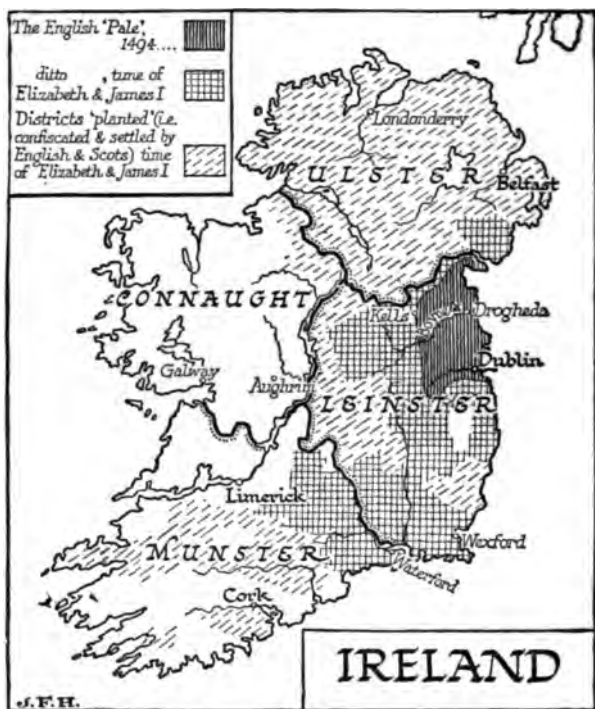 The English 'Pale',
1494....
ditto , time of
Elizabeth & James I
Districts 'planted' (i.e.
confiscated & settled by
English & Scots) time
of Elizabeth & James I
Londonderry
ULSTER
Belfast
CONNAUGHT
Kells
Drogheda
Galway
Dublin
Aughrim
LEINSTER
Limerick
Wexford
MUNSTER
Waterford
Cork
IRELAND
J.F.H.